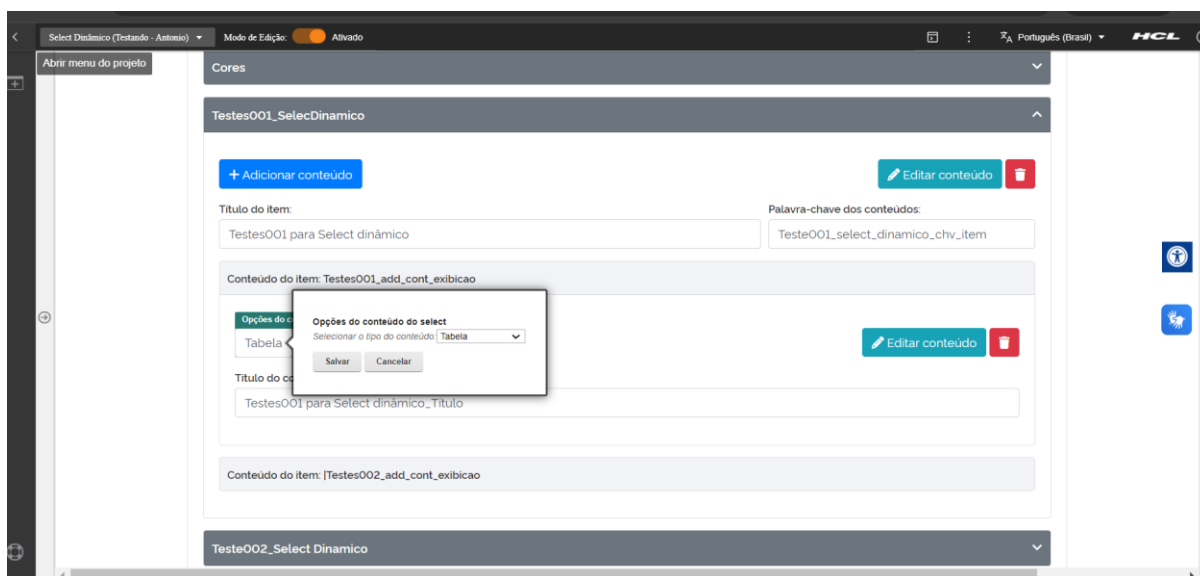 Select Dinâmico (Testando - Antonio) Modo de Edição: Ativado Português (Brasil) HCL
Abrir menu do projeto
Cores
Testes001_SelecDinamico
+ Adicionar conteúdo Editar conteúdo
Título do item: Palavra-chave dos conteúdos:
Testes001 para Select dinâmico Teste001_select_dinamico_chv_item
Conteúdo do item: Testes001_add_cont_exibicao
Opções do Opções do conteúdo do select
Selecionar o tipo do conteúdo: Tabela
Tabela Editar conteúdo
Salvar Cancelar
Título do
Testes001 para Select dinâmico_Título
Conteúdo do item: |Testes002_add_cont_exibicao
Teste002_Select Dinamico